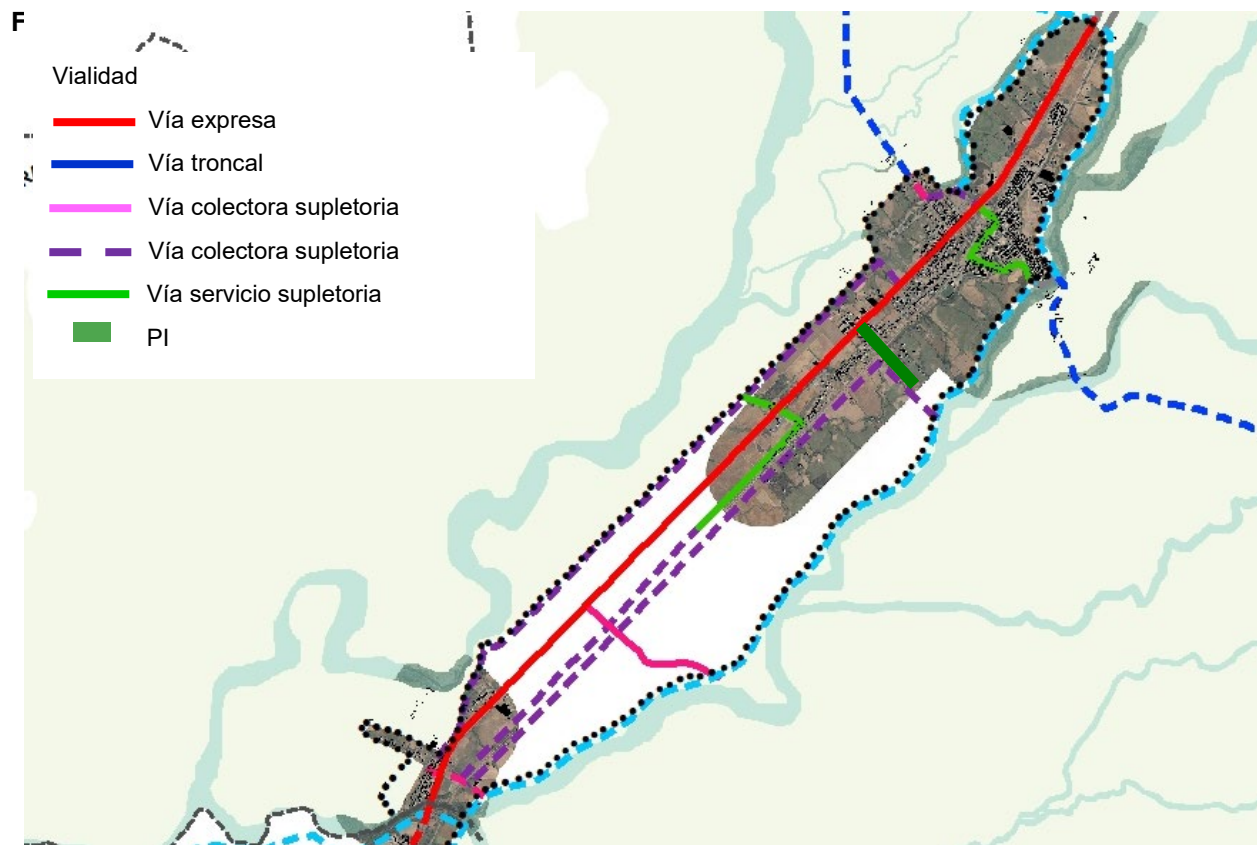 F
Vialidad
Vía expresa
Vía troncal
Vía colectora supletoria
Vía colectora supletoria
Vía servicio supletoria
PI